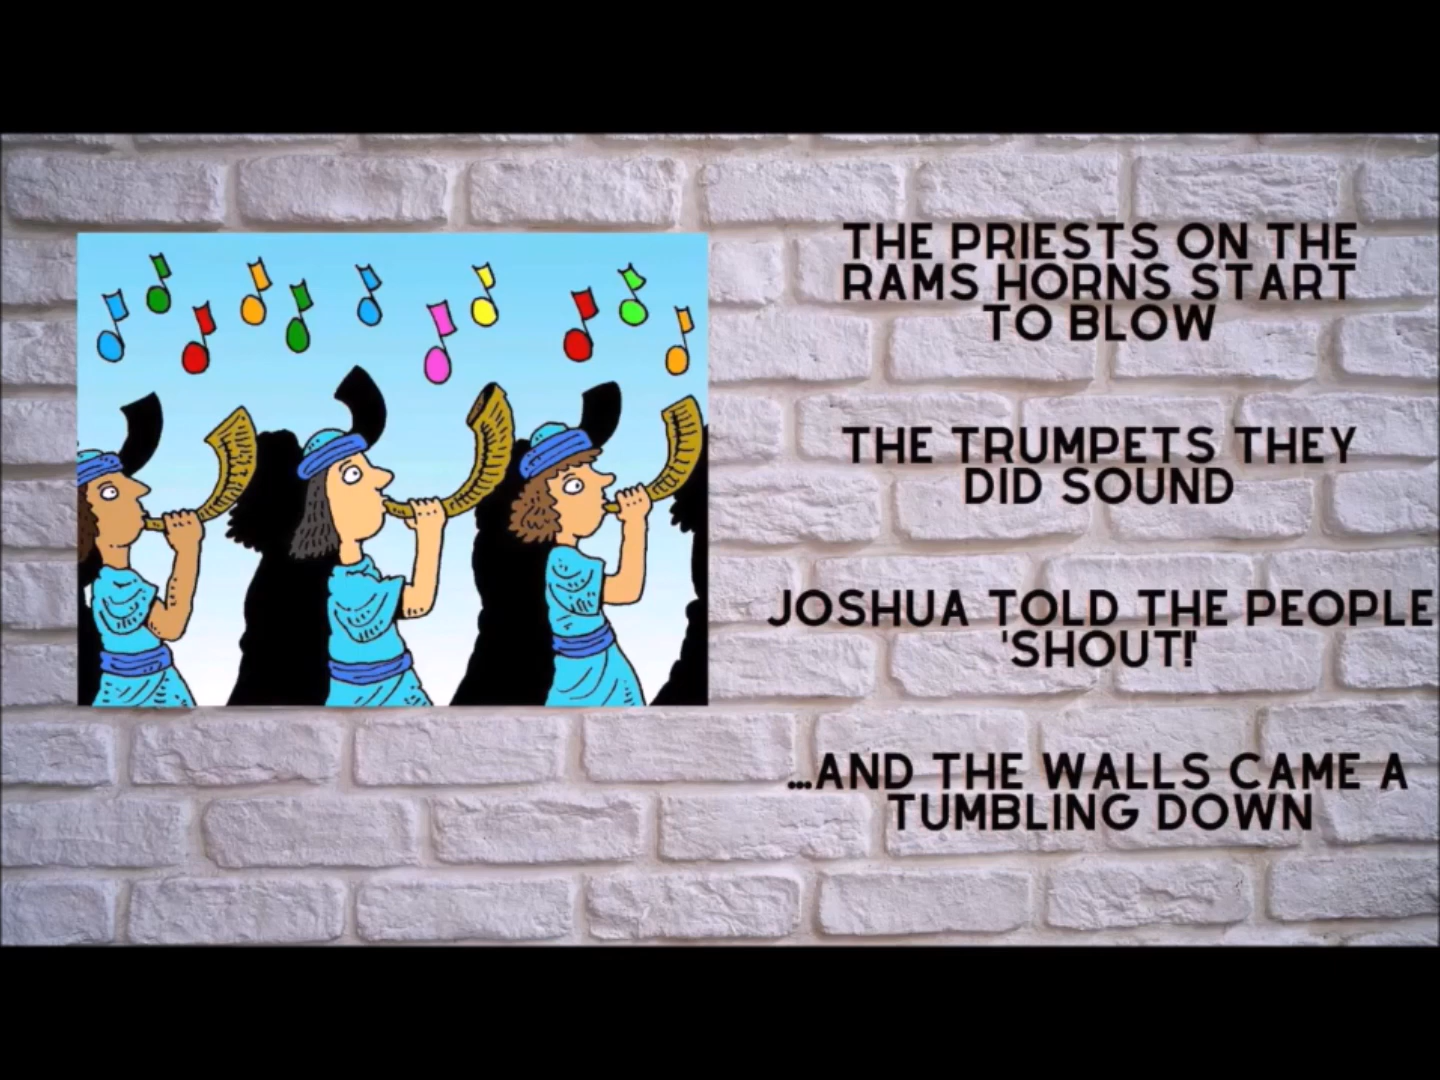 THE PRIESTS ON THE
RAMS HORNS START
TO BLOW
THE TRUMPETS THEY
DID SOUND
JOSHUA TOLD THE PEOPLE
'SHOUT!'
...AND THE WALLS CAME A
TUMBLING DOWN